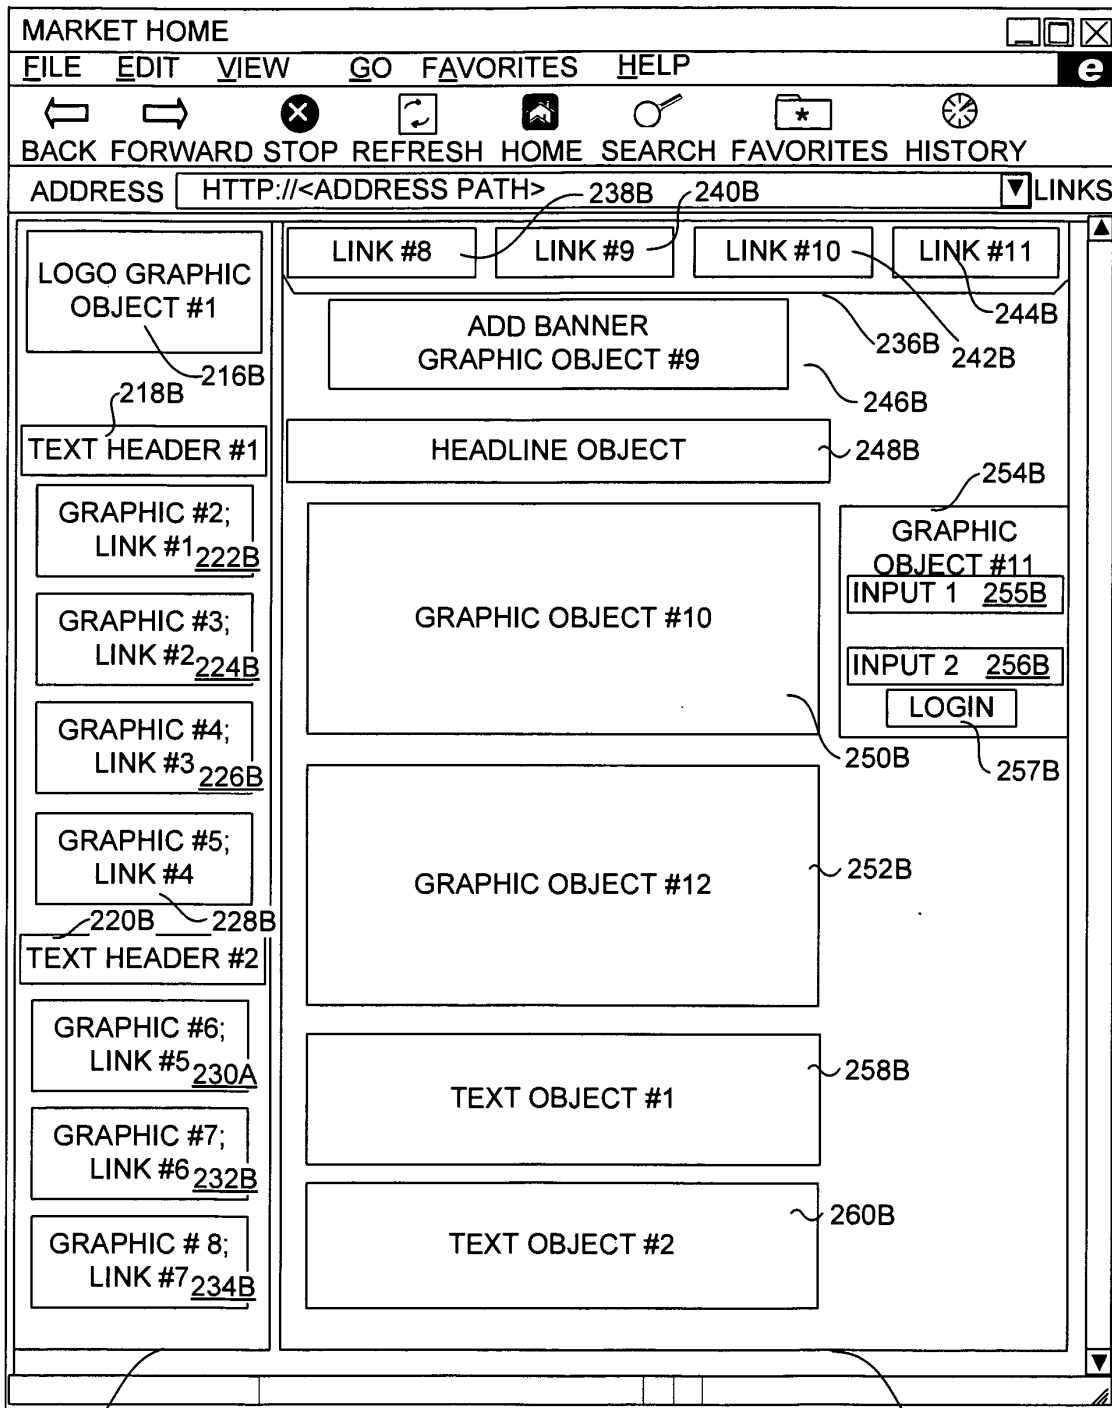 MARKET HOME
FILE EDIT VIEW GO FAVORITES HELP
e
BACK FORWARD STOP REFRESH HOME SEARCH FAVORITES HISTORY
ADDRESS HTTP://<ADDRESS PATH> LINKS
238B
240B
LOGO GRAPHIC
OBJECT #1
216B
218B
TEXT HEADER #1
GRAPHIC #2;
LINK #1
222B
GRAPHIC #3;
LINK #2
224B
GRAPHIC #4;
LINK #3
226B
GRAPHIC #5;
LINK #4
220B
228B
TEXT HEADER #2
GRAPHIC #6;
LINK #5
230A
GRAPHIC #7;
LINK #6
232B
GRAPHIC # 8;
LINK #7
234B
LINK #8 LINK #9 LINK #10 LINK #11
244B
236B
242B
ADD BANNER
GRAPHIC OBJECT #9
246B
HEADLINE OBJECT
248B
254B
GRAPHIC OBJECT #10
250B
GRAPHIC
OBJECT #11
INPUT 1 255B
INPUT 2 256B
LOGIN
257B
GRAPHIC OBJECT #12
252B
TEXT OBJECT #1
258B
TEXT OBJECT #2
260B